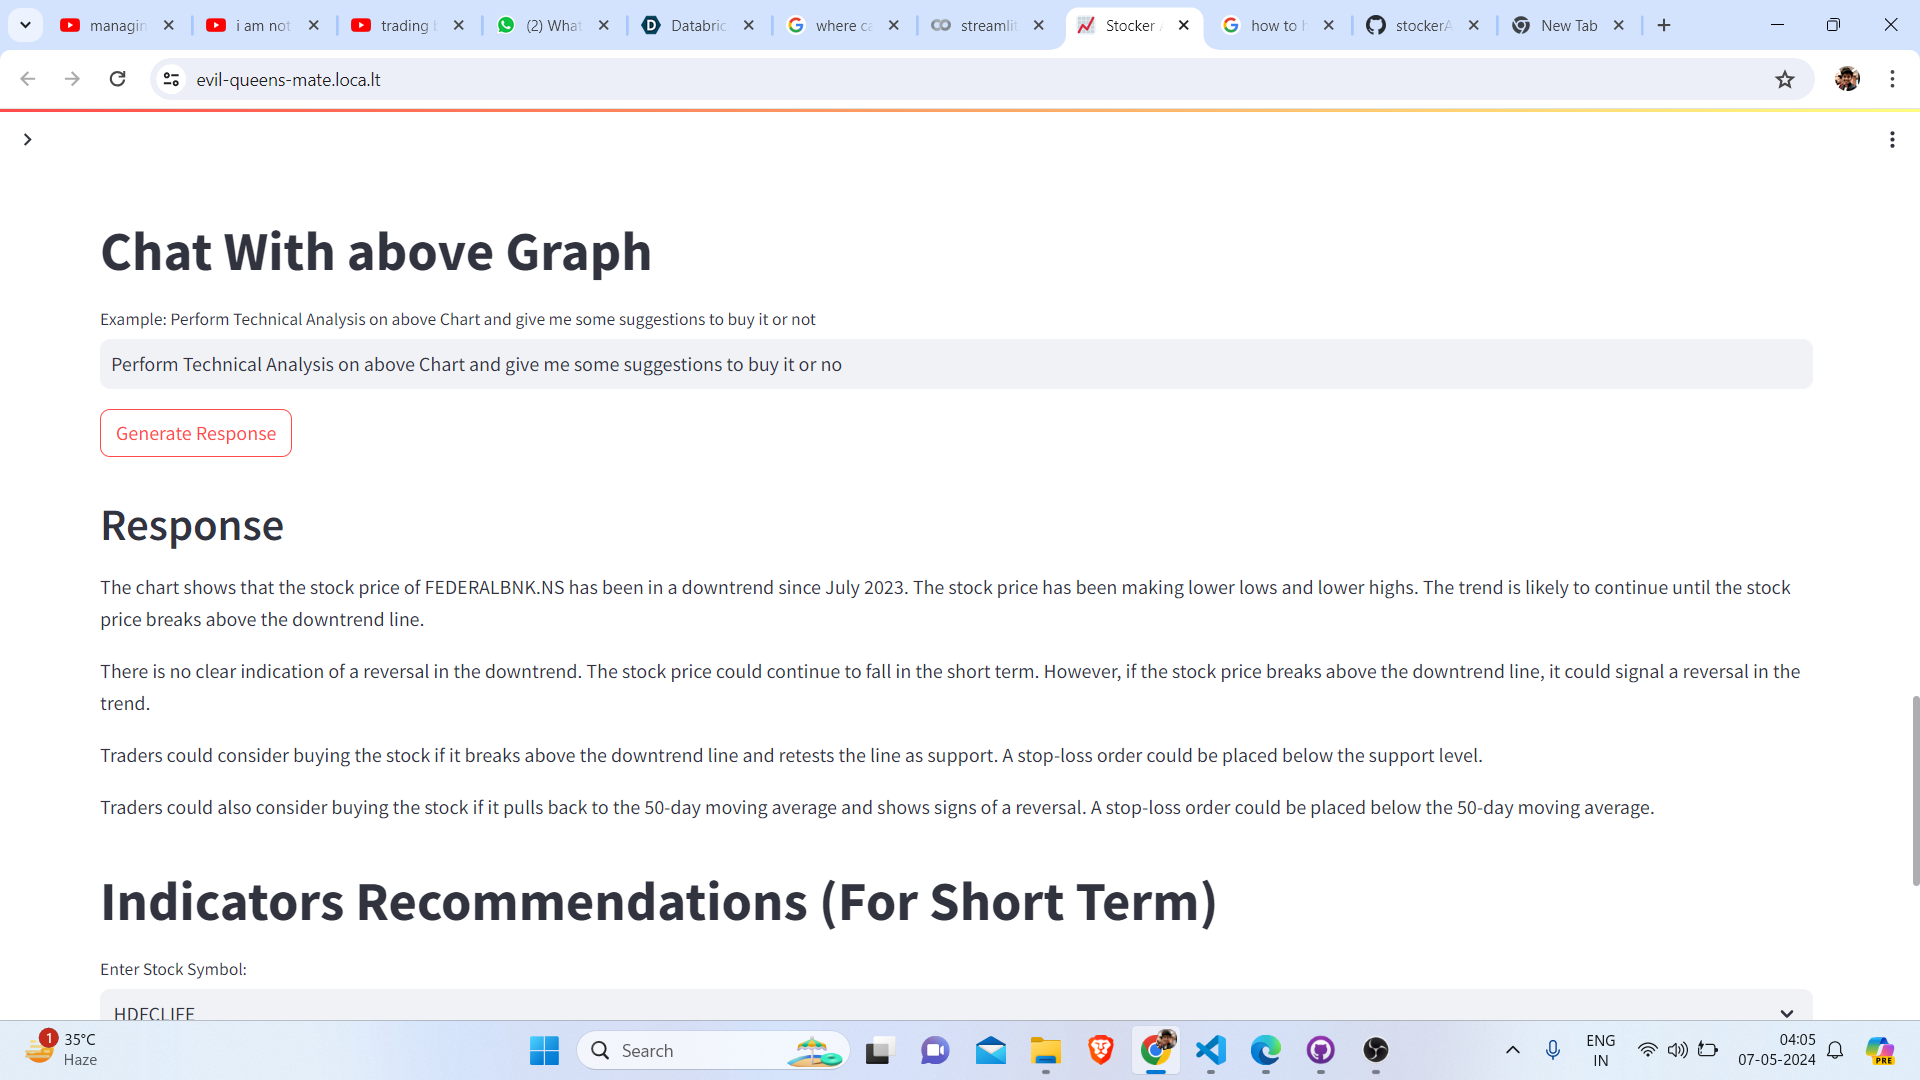 managin
i am not
trading b
(2) What
Databric
where ca
streamlit
Stocker A
how to h
stockerA
New Tab
evil-queens-mate.loca.lt
Chat With above Graph
Example: Perform Technical Analysis on above Chart and give me some suggestions to buy it or not
Perform Technical Analysis on above Chart and give me some suggestions to buy it or no
Generate Response
Response
The chart shows that the stock price of FEDERALBNK.NS has been in a downtrend since July 2023. The stock price has been making lower lows and lower highs. The trend is likely to continue until the stock
price breaks above the downtrend line.
There is no clear indication of a reversal in the downtrend. The stock price could continue to fall in the short term. However, if the stock price breaks above the downtrend line, it could signal a reversal in the
trend.
Traders could consider buying the stock if it breaks above the downtrend line and retests the line as support. A stop-loss order could be placed below the support level.
Traders could also consider buying the stock if it pulls back to the 50-day moving average and shows signs of a reversal. A stop-loss order could be placed below the 50-day moving average.
Indicators Recommendations (For Short Term)
Enter Stock Symbol:
HDFCLIFE
1
35°C
Haze
Search
ENG
IN
04:05
07-05-2024
PRE